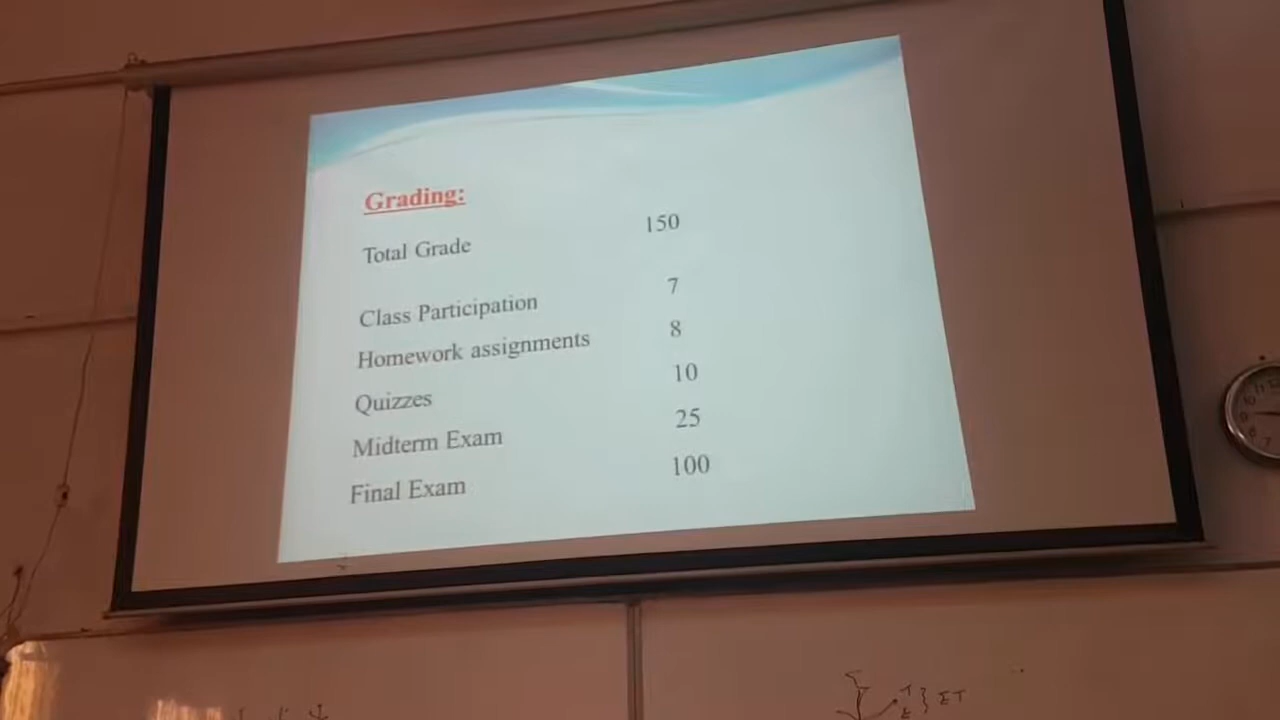 Grading:
Total Grade 150
Class Participation 7
Homework assignments 8
Quizzes 10
Midterm Exam 25
Final Exam 100